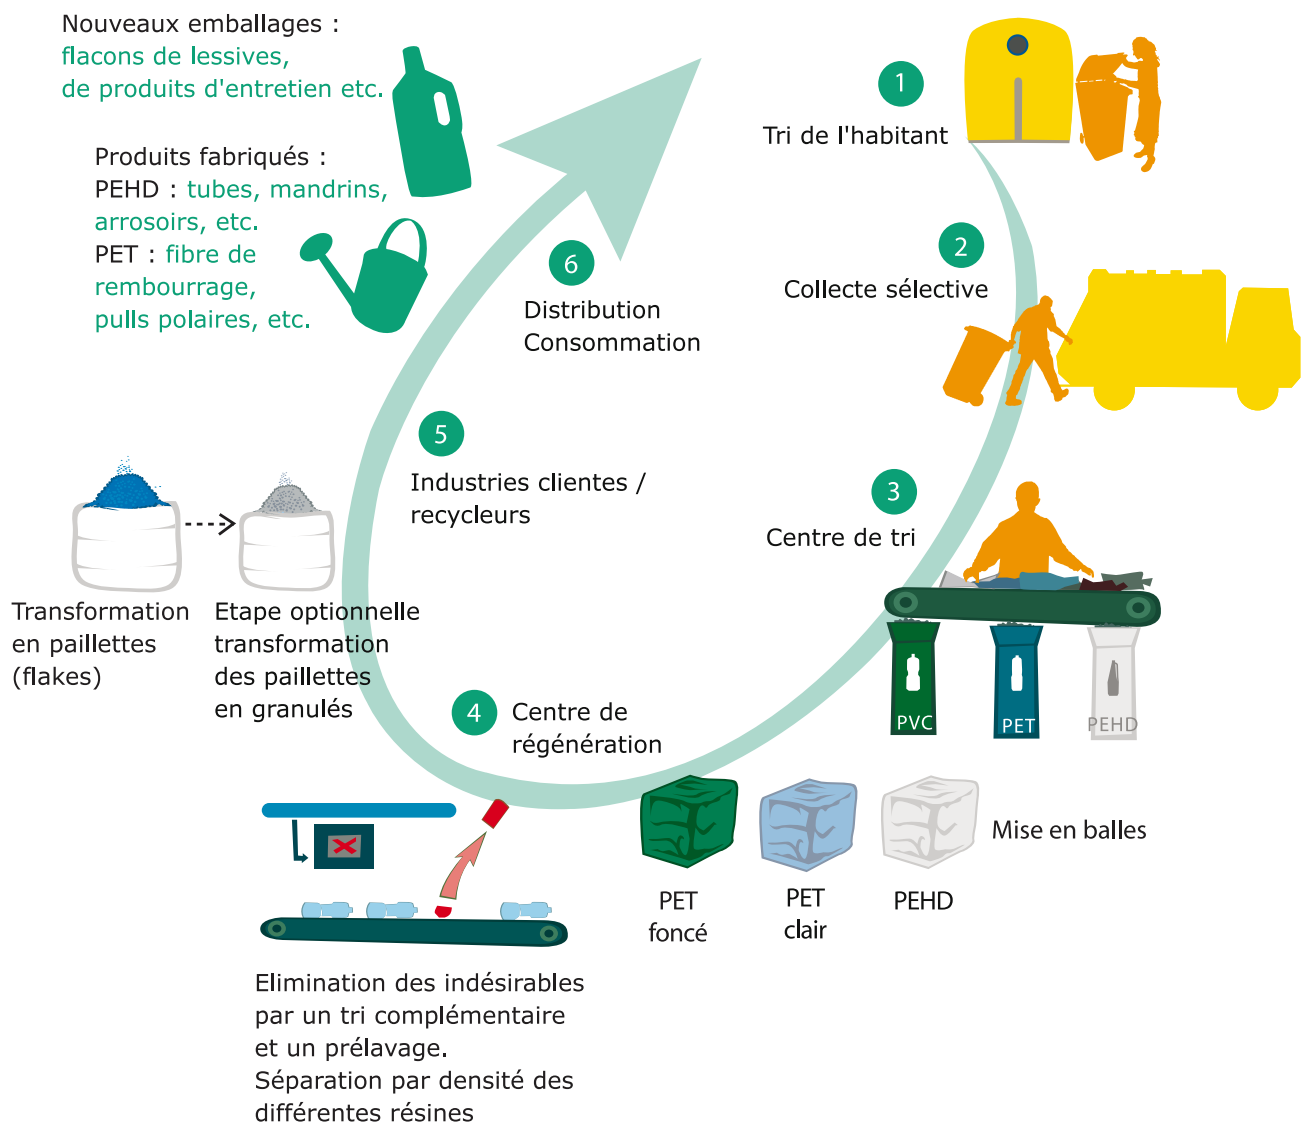 Nouveaux emballages :
flacons de lessives,
de produits d'entretien etc.
Produits fabriqués :
PEHD : tubes, mandrins,
arrosoirs, etc.
PET : fibre de
rembourrage,
pulls polaires, etc.
1
Tri de l'habitant
2
Collecte sélective
3
Centre de tri
PVC
PET
PEHD
Mise en balles
PET
foncé
PET
clair
PEHD
4
Centre de
régénération
Elimination des indésirables
par un tri complémentaire
et un prélavage.
Séparation par densité des
différentes résines
Transformation
en paillettes
(flakes)
Etape optionnelle
transformation
des paillettes
en granulés
5
Industries clientes /
recycleurs
6
Distribution
Consommation